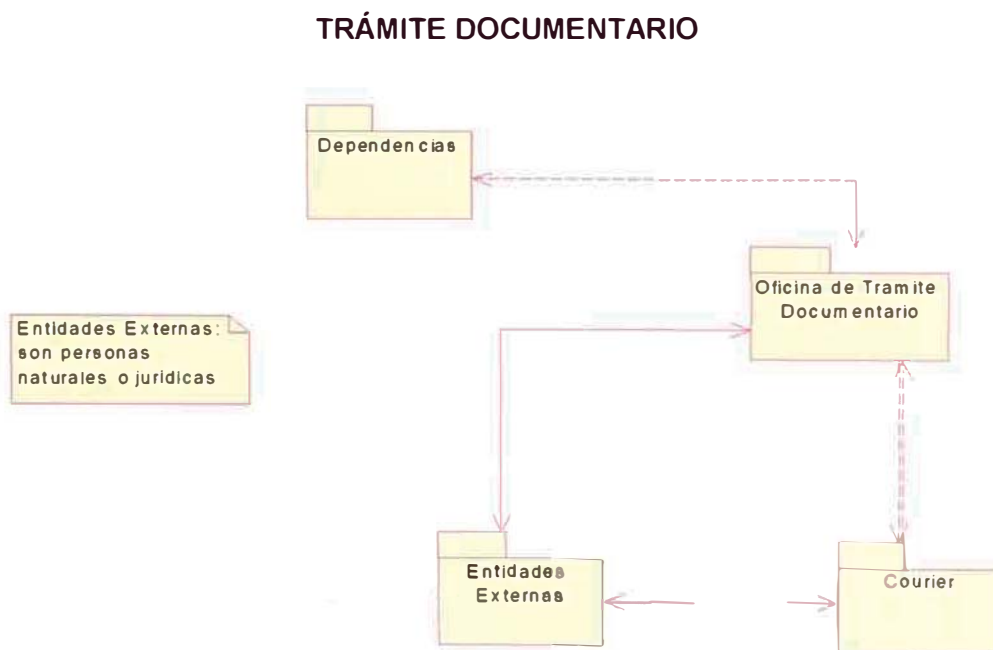 TRÁMITE DOCUMENTARIO
Dependencias
Oficina de Tramite
Documentario
Entidades Externas:
son personas
naturales o juridicas
Entidades
Externas
Courier